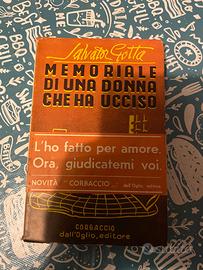 Salvator Gotta
MEMORIALE
DI UNA DONNA
CHE HA UCCISO
L'ho fatto per amore.
Ora, giudicatemi voi.
NOVITÀ "CORBACCIO" dall'Oglio, editore
CORBACCIO
dall'Oglio, editore